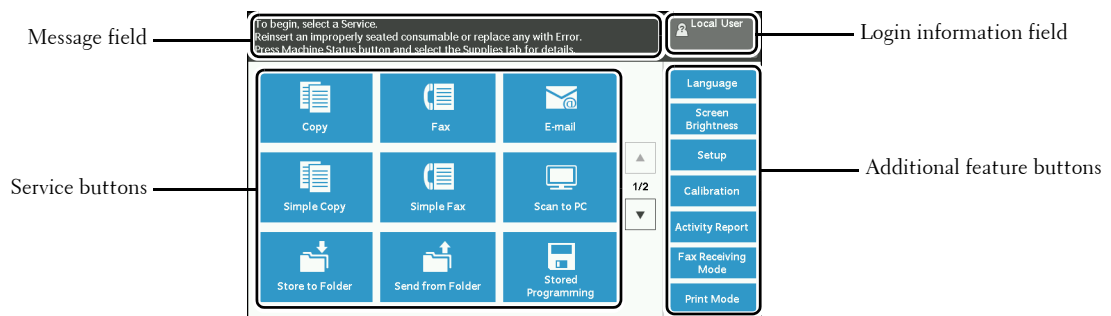 Message field
To begin, select a Service.
Reinsert an improperly seated consumable or replace any with Error.
Press Machine Status button and select the Supplies tab for details.
Local User
Login information field
Copy
Fax
E-mail
Service buttons
Simple Copy
Simple Fax
Scan to PC
Store to Folder
Send from Folder
Stored
Programming
1/2
Language
Screen
Brightness
Setup
Calibration
Activity Report
Fax Receiving
Mode
Print Mode
Additional feature buttons